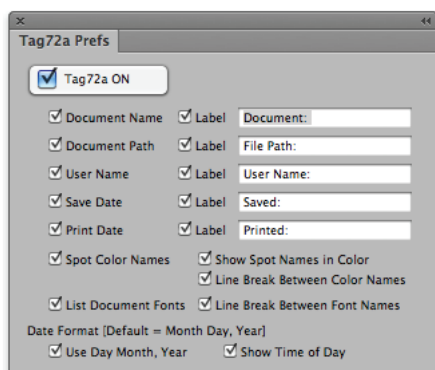 Tag72a Prefs
Tag72a ON
Document Name Label Document:
Document Path Label File Path:
User Name Label User Name:
Save Date Label Saved:
Print Date Label Printed:
Spot Color Names Show Spot Names in Color
Line Break Between Color Names
List Document Fonts Line Break Between Font Names
Date Format [Default = Month Day, Year]
Use Day Month, Year Show Time of Day